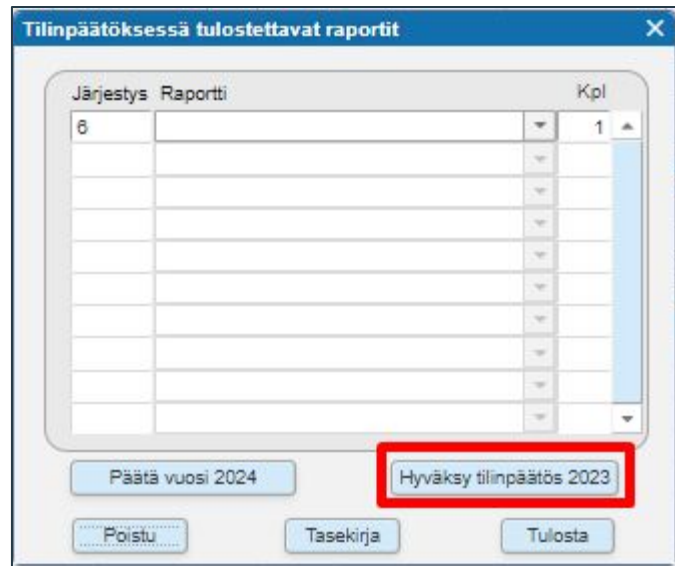 Tilinpäätöksessä tulostettavat raportit
Järjestys Raportti Kpl
6 1
Päätä vuosi 2024 Hyväksy tilinpäätös 2023
Poistu Tasekirja Tulosta